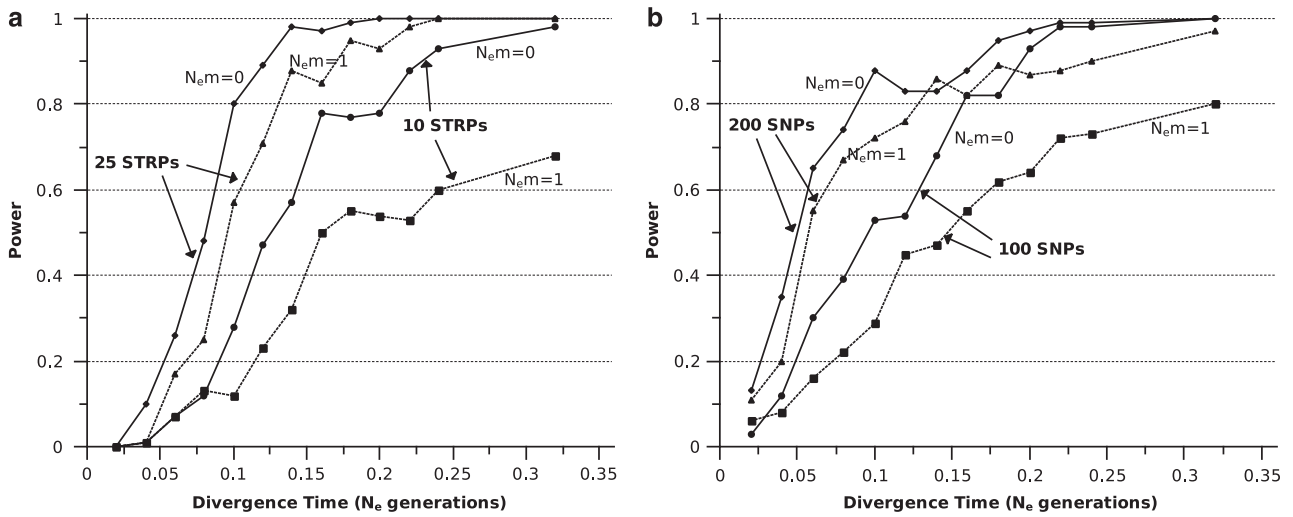 a
Power
1
0.8
0.6
0.4
0.2
0
Nₑm=0
Nₑm=1
Nₑm=0
10 STRPs
25 STRPs
Nₑm=1
0
0.05
0.1
0.15
0.2
0.25
0.3
0.35
Divergence Time (Nₑ generations)
b
Power
1
0.8
0.6
0.4
0.2
0
Nₑm=0
200 SNPs
Nₑm=1
Nₑm=0
Nₑm=1
100 SNPs
0
0.05
0.1
0.15
0.2
0.25
0.3
0.35
Divergence Time (Nₑ generations)